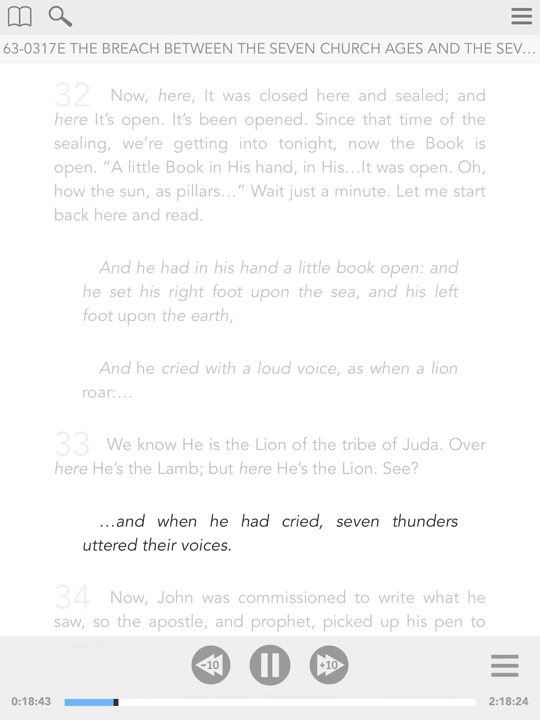 63-0317E THE BREACH BETWEEN THE SEVEN CHURCH AGES AND THE SEV...
32 Now, here, It was closed here and sealed; and
here It’s open. It’s been opened. Since that time of the
sealing, we’re getting into tonight, now the Book is
open. “A little Book in His hand, in His…It was open. Oh,
how the sun, as pillars…” Wait just a minute. Let me start
back here and read.
And he had in his hand a little book open: and
he set his right foot upon the sea, and his left
foot upon the earth,
And he cried with a loud voice, as when a lion
roar:…
33 We know He is the Lion of the tribe of Juda. Over
here He’s the Lamb; but here He’s the Lion. See?
…and when he had cried, seven thunders
uttered their voices.
34 Now, John was commissioned to write what he
saw, so the apostle, and prophet, picked up his pen to
-10 +10
0:18:43 2:18:24